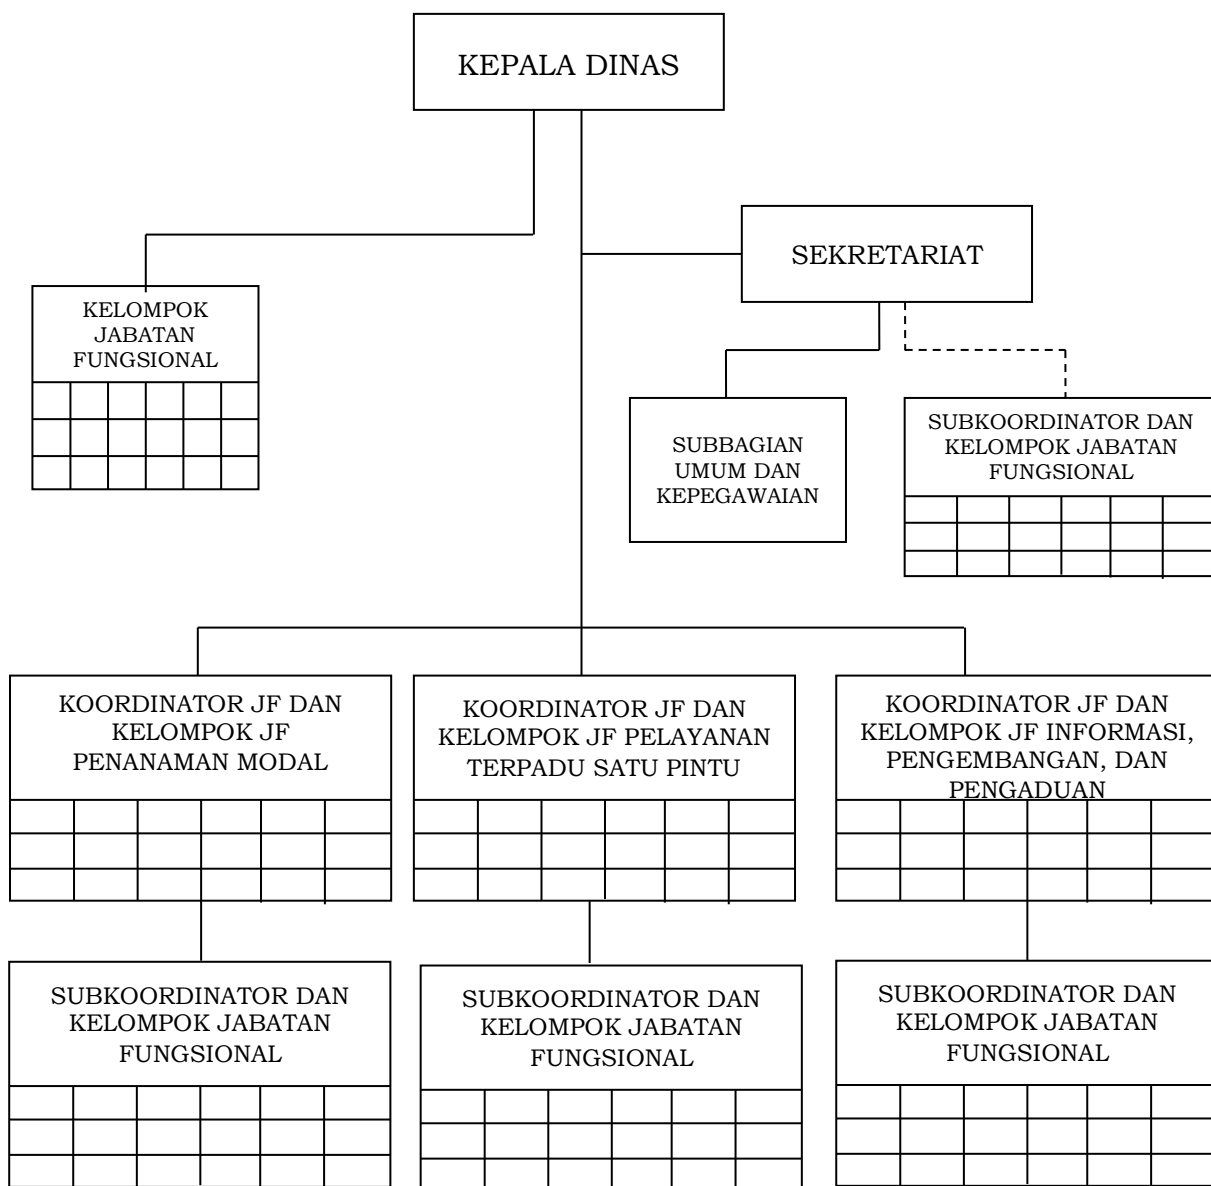 KEPALA DINAS
SEKRETARIAT
KELOMPOK
JABATAN
FUNGSIONAL
SUBBAGIAN
UMUM DAN
KEPEGAWAIAN
SUBKOORDINATOR DAN
KELOMPOK JABATAN
FUNGSIONAL
KOORDINATOR JF DAN
KELOMPOK JF
PENANAMAN MODAL
KOORDINATOR JF DAN
KELOMPOK JF PELAYANAN
TERPADU SATU PINTU
KOORDINATOR JF DAN
KELOMPOK JF INFORMASI,
PENGEMBANGAN, DAN
PENGADUAN
SUBKOORDINATOR DAN
KELOMPOK JABATAN
FUNGSIONAL
SUBKOORDINATOR DAN
KELOMPOK JABATAN
FUNGSIONAL
SUBKOORDINATOR DAN
KELOMPOK JABATAN
FUNGSIONAL